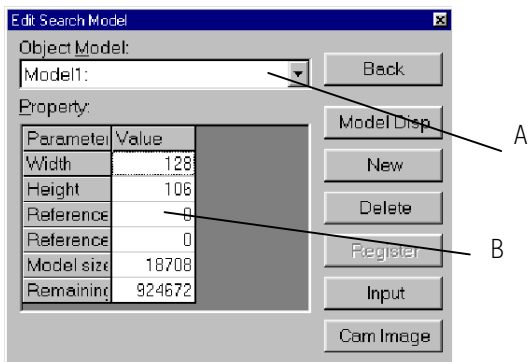 Edit Search Model
Object Model:
Model1:
Back
Property:
Parameter Value
Width 128
Height 106
Reference 0
Reference 0
Model size 18708
Remaining 924672
Model Disp
New
Delete
Register
Input
Cam Image
A
B